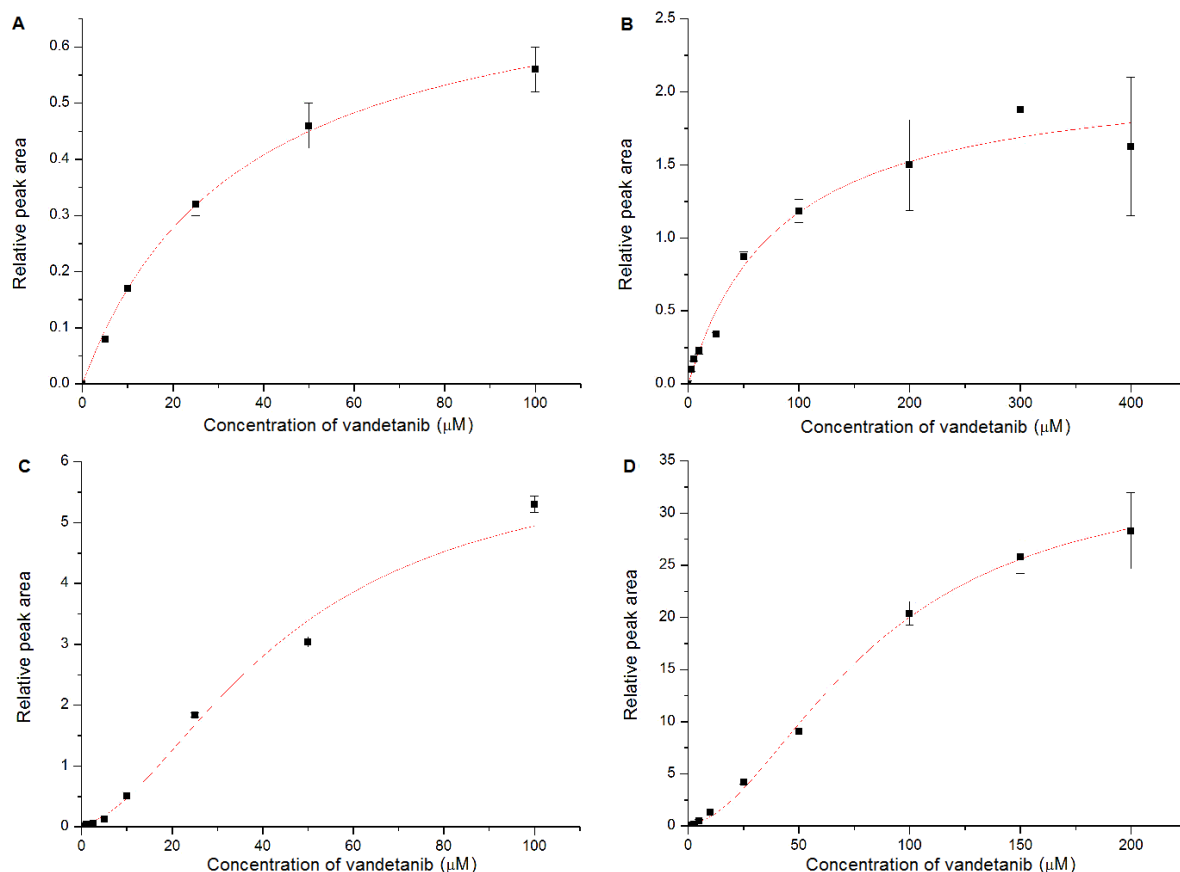 A
Relative peak area
0.6
0.5
0.4
0.3
0.2
0.1
0.0
0 20 40 60 80 100
Concentration of vandetanib (μM)
B
Relative peak area
2.5
2.0
1.5
1.0
0.5
0.0
0 100 200 300 400
Concentration of vandetanib (μM)
C
Relative peak area
6
5
4
3
2
1
0
0 20 40 60 80 100
Concentration of vandetanib (μM)
D
Relative peak area
35
30
25
20
15
10
5
0
0 50 100 150 200
Concentration of vandetanib (μM)